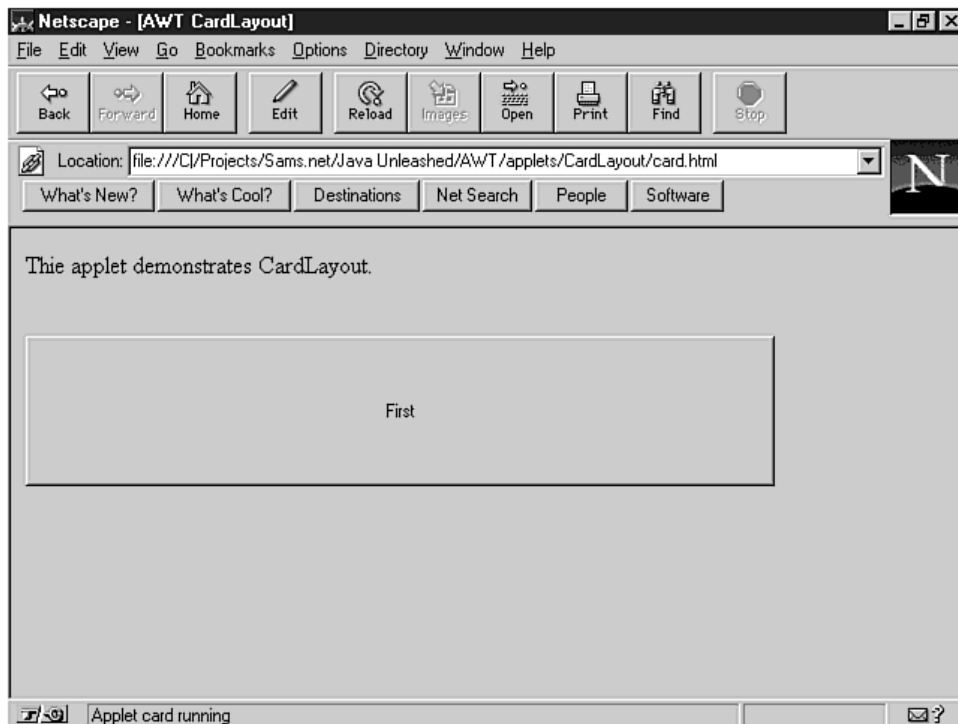 Netscape - [AWT CardLayout]
File Edit View Go Bookmarks Options Directory Window Help
Back Forward Home Edit Reload Images Open Print Find Stop
Location: file:///C|/Projects/Sams.net/Java Unleashed/AWT/applets/CardLayout/card.html
N
What's New? What's Cool? Destinations Net Search People Software
Thie applet demonstrates CardLayout.
First
Applet card running
?